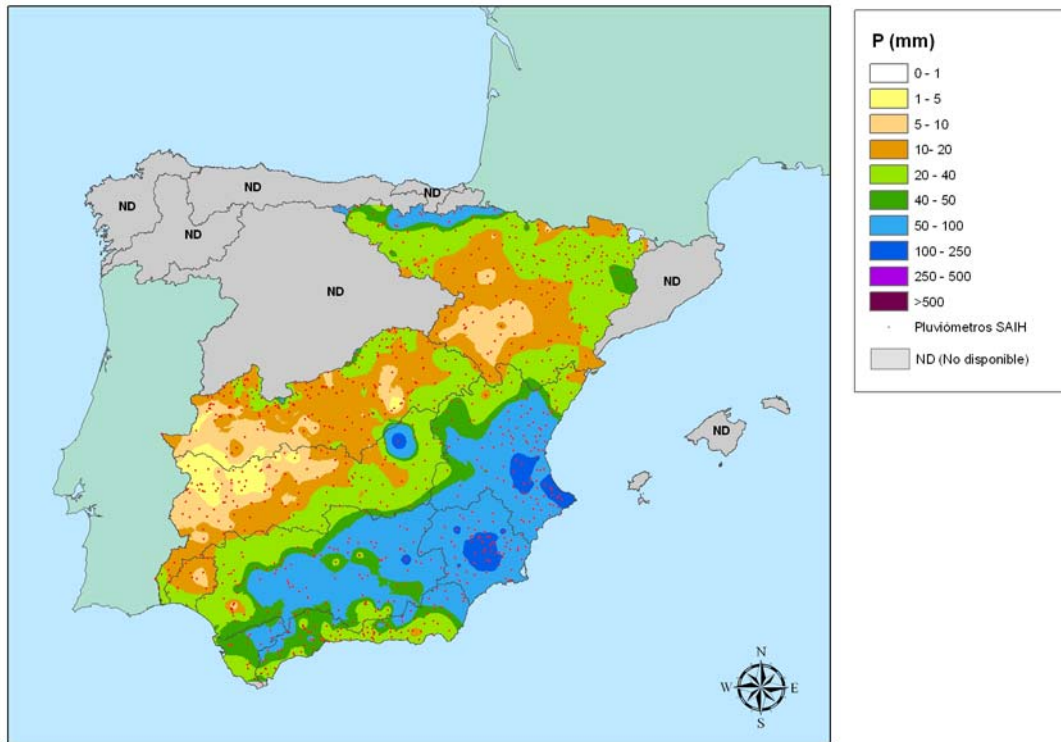 P (mm)
0 - 1
1 - 5
5 - 10
10- 20
20 - 40
40 - 50
50 - 100
100 - 250
250 - 500
>500
Pluviómetros SAIH
ND (No disponible)
ND
ND
ND
ND
ND
ND
ND
N
W
E
S